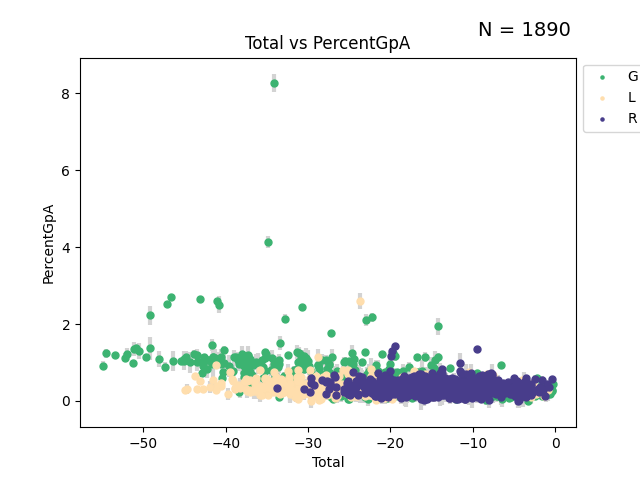 N = 1890
Total vs PercentGpA
G
L
R
8
6
4
2
0
PercentGpA
−50
−40
−30
−20
−10
0
Total